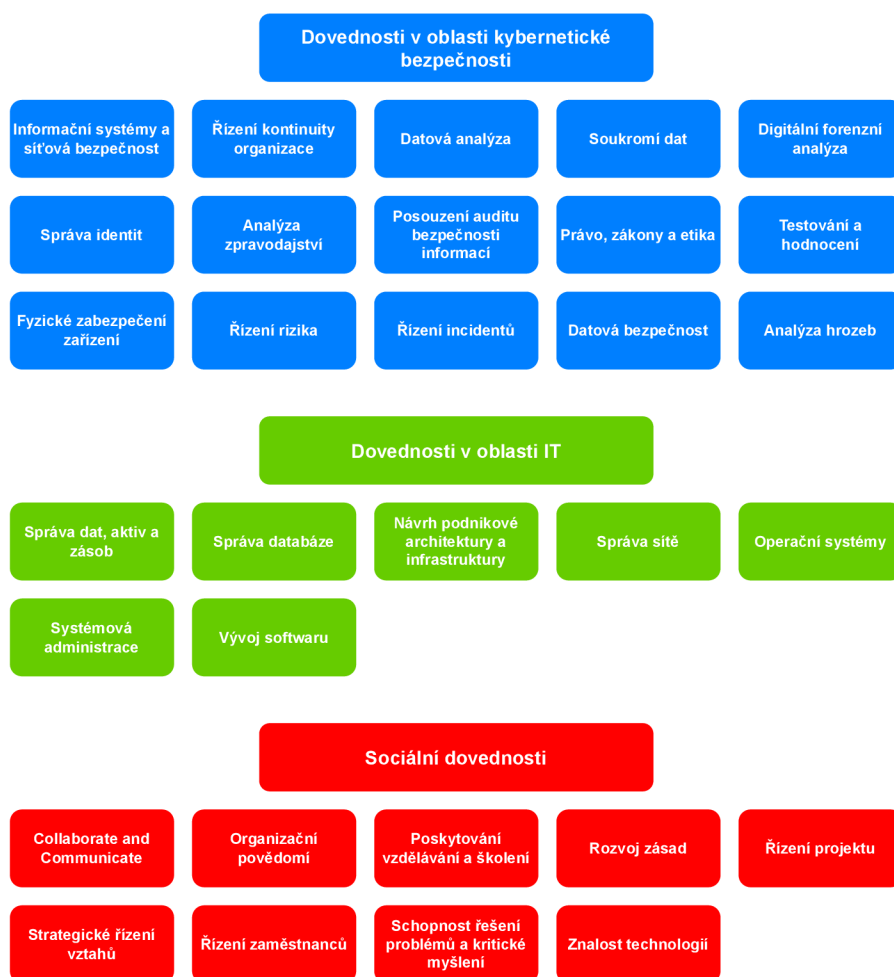 Dovednosti v oblasti kybernetické
bezpečnosti
Informační systémy a
síťová bezpečnost
Řízení kontinuity
organizace
Datová analýza
Soukromí dat
Digitální forenzní
analýza
Správa identit
Analýza
zpravodajství
Posouzení auditu
bezpečnosti
informací
Právo, zákony a etika
Testování a
hodnocení
Fyzické zabezpečení
zařízení
Řízení rizika
Řízení incidentů
Datová bezpečnost
Analýza hrozeb
Dovednosti v oblasti IT
Správa dat, aktiv a
zásob
Správa databáze
Návrh podnikové
architektury a
infrastruktury
Správa sítě
Operační systémy
Systémová
administrace
Vývoj softwaru
Sociální dovednosti
Collaborate and
Communicate
Organizační
povědomí
Poskytování
vzdělávání a školení
Rozvoj zásad
Řízení projektu
Strategické řízení
vztahů
Řízení zaměstnanců
Schopnost řešení
problémů a kritické
myšlení
Znalost technologií